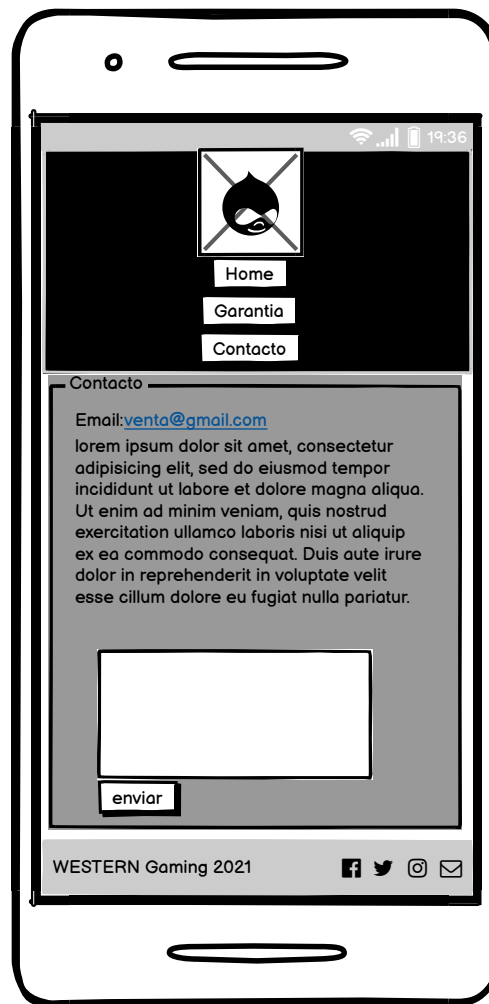 19:36
Home
Garantia
Contacto
Contacto
Email:venta@gmail.com
lorem ipsum dolor sit amet, consectetur
adipisicing elit, sed do eiusmod tempor
incididunt ut labore et dolore magna aliqua.
Ut enim ad minim veniam, quis nostrud
exercitation ullamco laboris nisi ut aliquip
ex ea commodo consequat. Duis aute irure
dolor in reprehenderit in voluptate velit
esse cillum dolore eu fugiat nulla pariatur.
enviar
WESTERN Gaming 2021